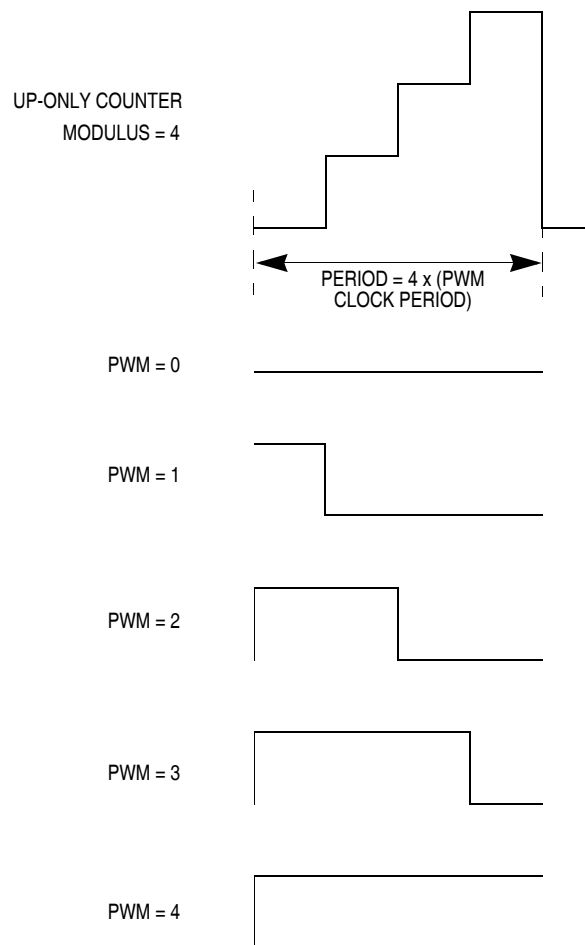 UP-ONLY COUNTER
MODULUS = 4
PERIOD = 4 x (PWM
CLOCK PERIOD)
PWM = 0
PWM = 1
PWM = 2
PWM = 3
PWM = 4